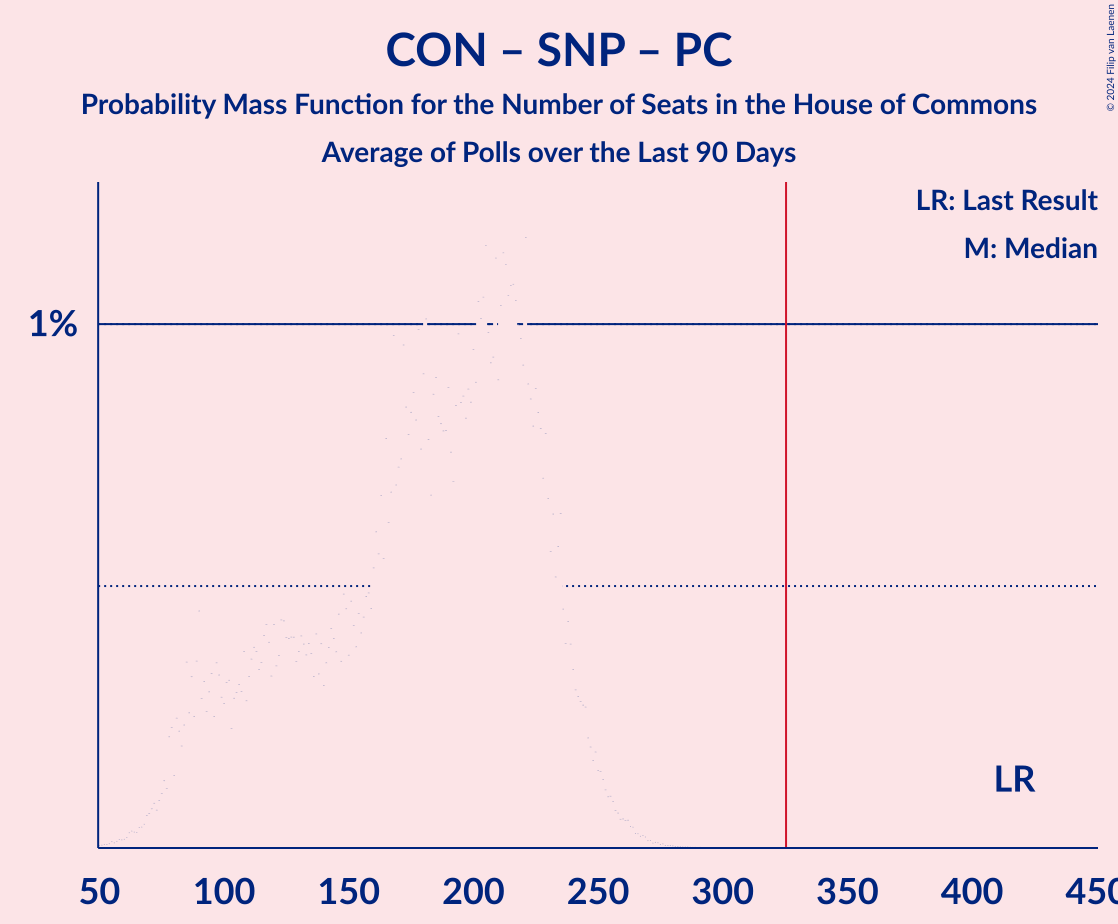 CON – SNP – PC
Probability Mass Function for the Number of Seats in the House of Commons
Average of Polls over the Last 90 Days
© 2024 Filip van Laenen
LR: Last Result
M: Median
1%
LR
50 100 150 200 250 300 350 400 450